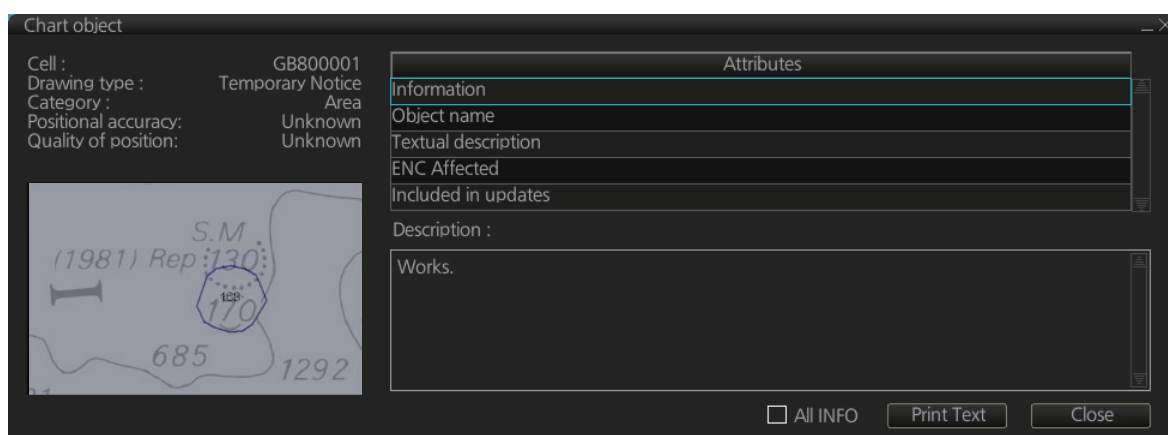 Chart object
Cell : GB800001
Drawing type : Temporary Notice
Category : Area
Positional accuracy: Unknown
Quality of position: Unknown
Attributes
Information
Object name
Textual description
ENC Affected
Included in updates
Description :
Works.
S.M
(1981) Rep 130
170
685
1292
All INFO
Print Text
Close